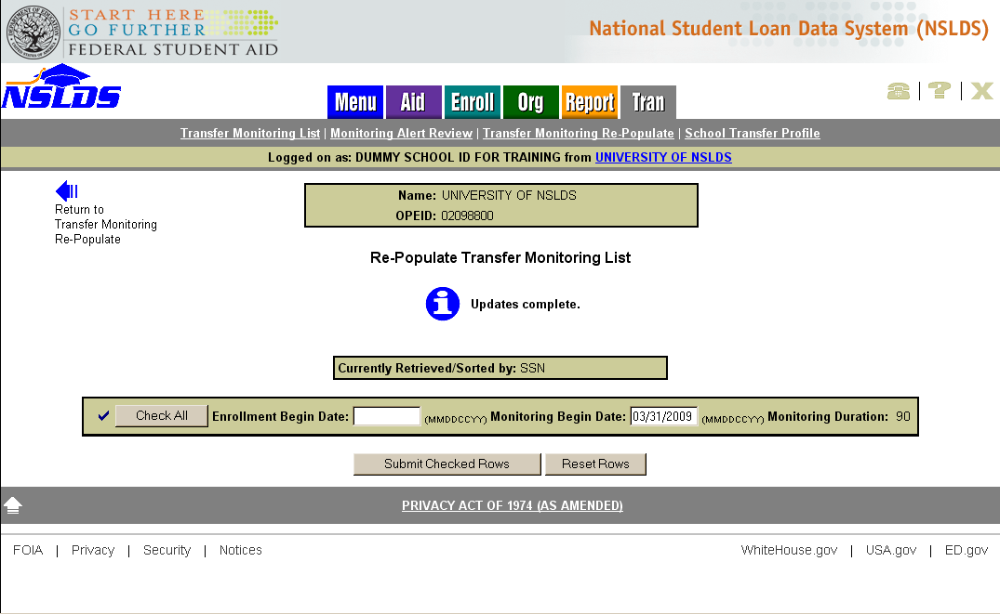 START HERE
GO FURTHER
FEDERAL STUDENT AID
National Student Loan Data System (NSLDS)
NSLDS
Menu Aid Enroll Org Report Tran
Transfer Monitoring List | Monitoring Alert Review | Transfer Monitoring Re-Populate | School Transfer Profile
Logged on as: DUMMY SCHOOL ID FOR TRAINING from UNIVERSITY OF NSLDS
Return to
Transfer Monitoring
Re-Populate
Name: UNIVERSITY OF NSLDS
OPEID: 02098800
Re-Populate Transfer Monitoring List
Updates complete.
Currently Retrieved/Sorted by: SSN
Check All Enrollment Begin Date: (MMDDCCYY) Monitoring Begin Date: 03/31/2009 (MMDDCCYY) Monitoring Duration: 90
Submit Checked Rows Reset Rows
PRIVACY ACT OF 1974 (AS AMENDED)
FOIA | Privacy | Security | Notices WhiteHouse.gov | USA.gov | ED.gov